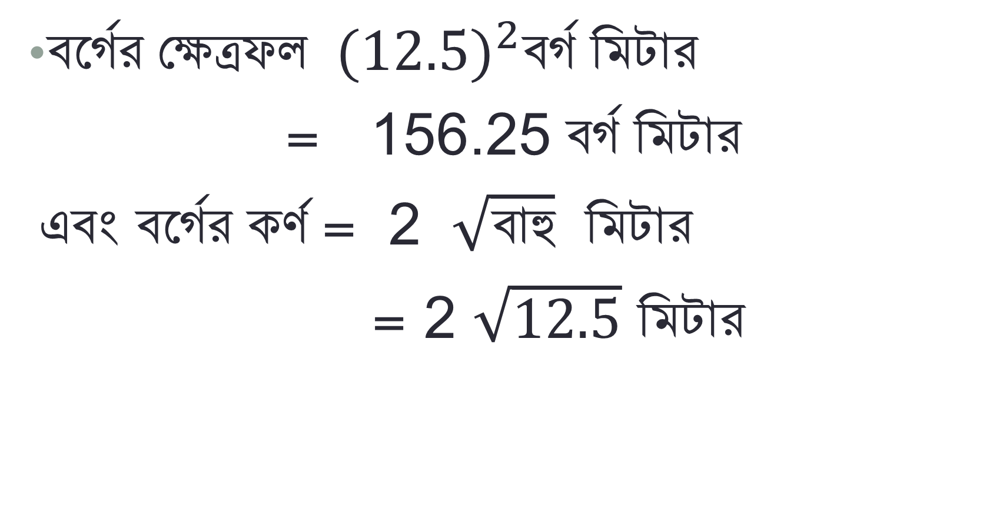 •বর্গের ক্ষেত্রফল (12.5)²বর্গ মিটার
= 156.25 বর্গ মিটার
এবং বর্গের কর্ণ = 2 √বাহু মিটার
= 2 √12.5 মিটার